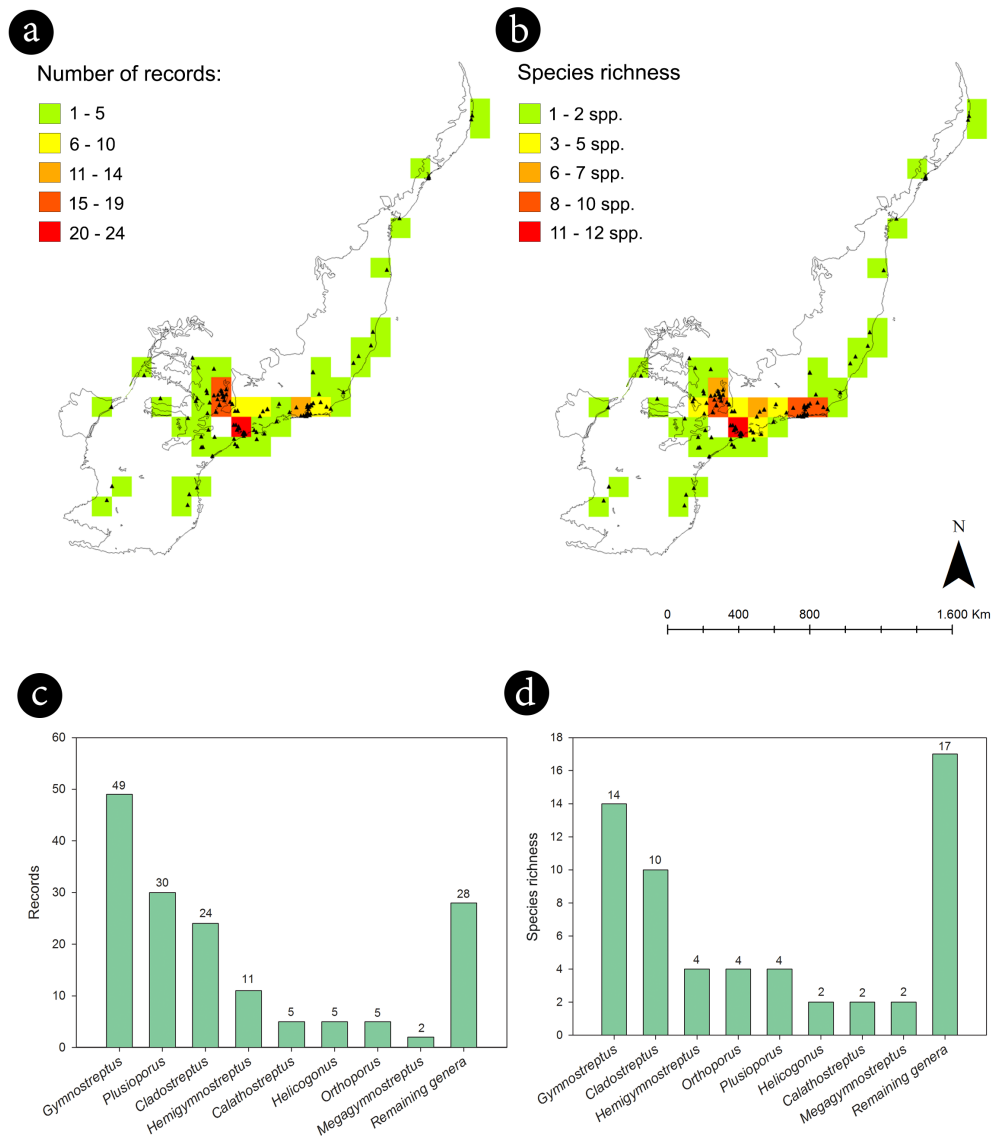 a
Number of records:
1 - 5
6 - 10
11 - 14
15 - 19
20 - 24
b
Species richness
1 - 2 spp.
3 - 5 spp.
6 - 7 spp.
8 - 10 spp.
11 - 12 spp.
N
0 400 800 1.600 Km
c
60
50
40
30
20
10
0
Records
49
30
24
11
5
5
5
2
28
Gymnostreptus
Plusioporus
Cladostreptus
Hemigymnostreptus
Calathostreptus
Helicogonus
Orthoporus
Megagymnostreptus
Remaining genera
d
18
16
14
12
10
8
6
4
2
0
Species richness
14
10
4
4
4
2
2
2
17
Gymnostreptus
Cladostreptus
Hemigymnostreptus
Orthoporus
Plusiopora
Helicogonus
Calathostreptus
Megagymnostreptus
Remaining genera